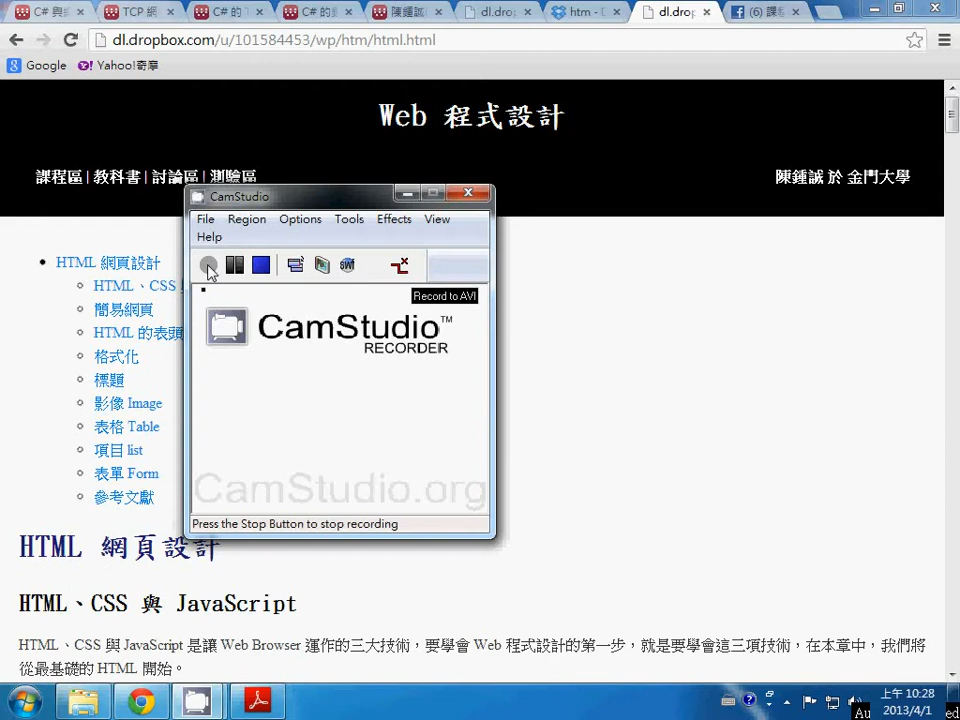 C# 與
TCP 網
C# 的
C# 的
陳鍾誠
dl.drop
htm - D
dl.drop
(6) 課
dl.dropbox.com/u/101584453/wp/htm/html.html
Google Yahoo!奇摩
Web 程式設計
課程區 | 教科書 | 討論區 | 測驗區
陳鍾誠 於 金門大學
CamStudio
File Region Options Tools Effects View
Help
Record to AVI
CamStudio™
RECORDER
CamStudio.org
Press the Stop Button to stop recording
HTML 網頁設計
HTML、CSS
簡易網頁
HTML 的表頭
格式化
標題
影像 Image
表格 Table
項目 list
表單 Form
參考文獻
HTML 網頁設計
HTML、CSS 與 JavaScript
HTML、CSS 與 JavaScript 是讓 Web Browser 運作的三大技術，要學會 Web 程式設計的第一步，就是要學會這三項技術，在本章中，我們將
從最基礎的 HTML 開始。
上午 10:28
2013/4/1